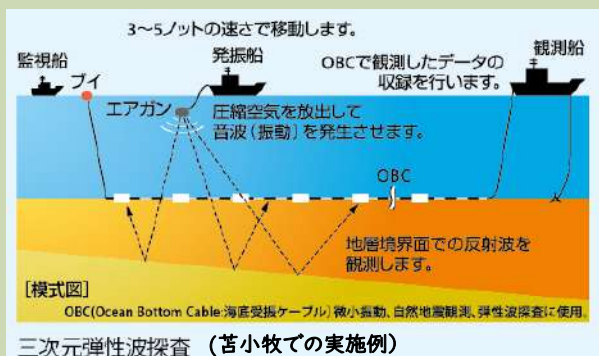 3～5ノットの速さで移動します。
監視船
ブイ
発振船
観測船
OBCで観測したデータの
収録を行います。
エアガン
圧縮空気を放出して
音波（振動）を発生させます。
OBC
地層境界面での反射波を
観測します。
［模式図］
OBC(Ocean Bottom Cable:海底受振ケーブル)微小振動、自然地震観測、弾性波探査に使用。
三次元弾性波探査 (苫小牧での実施例)